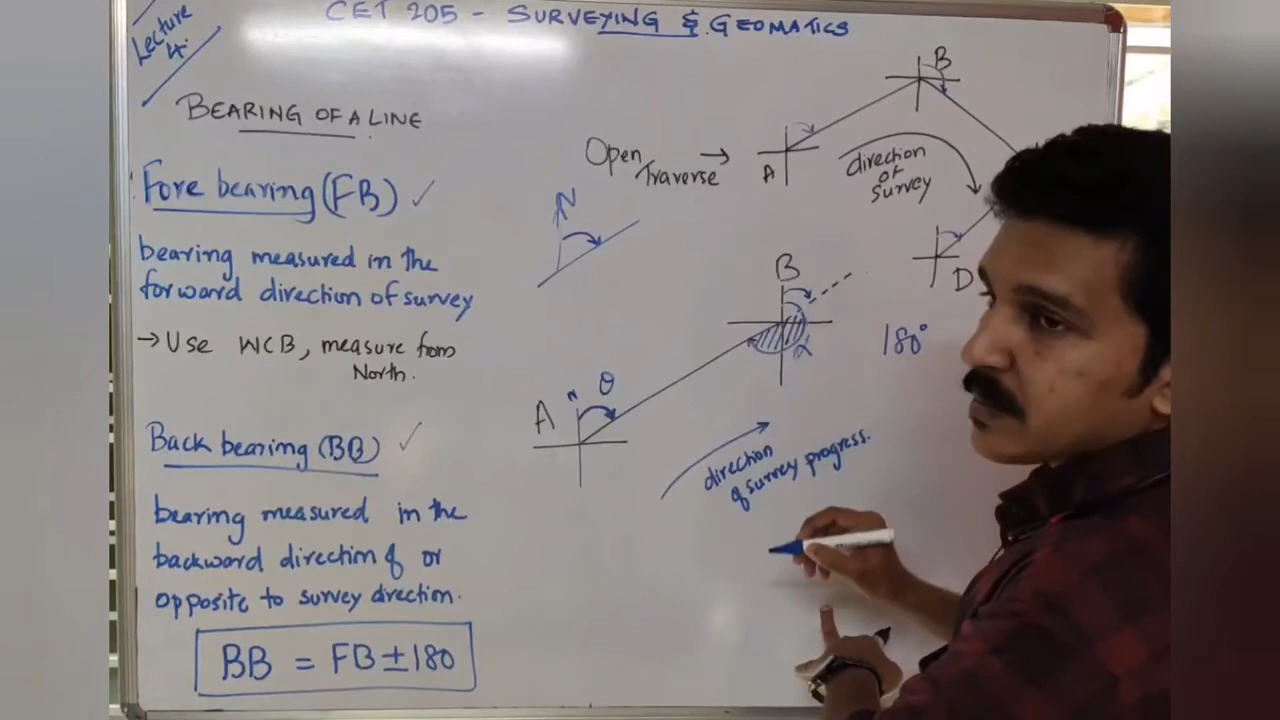 Lecture
4.
CET 205 - SURVEYING & GEOMATICS
BEARING OF A LINE
Fore bearing (FB) ✓
bearing measured in the
forward direction of survey
→ Use WCB, measure from
North.
Back bearing (BB) ✓
bearing measured in the
backward direction of or
opposite to survey direction.
BB = FB ± 180
N
Open
Traverse →
A
B
direction
of
survey
D
B
α
180°
A
N
θ
direction
of survey progress.